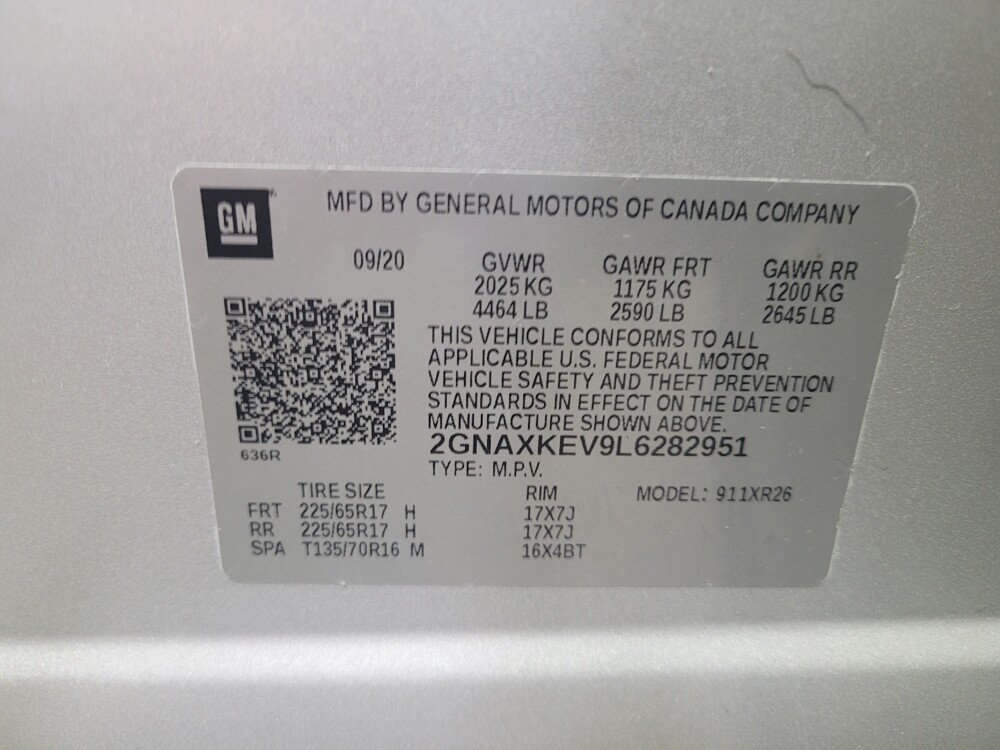 GM
MFD BY GENERAL MOTORS OF CANADA COMPANY
09/20
GVWR GAWR FRT GAWR RR
2025 KG 1175 KG 1200 KG
4464 LB 2590 LB 2645 LB
THIS VEHICLE CONFORMS TO ALL
APPLICABLE U.S. FEDERAL MOTOR
VEHICLE SAFETY AND THEFT PREVENTION
STANDARDS IN EFFECT ON THE DATE OF
MANUFACTURE SHOWN ABOVE.
2GNAXKEV9L6282951
636R
TYPE: M.P.V.
TIRE SIZE RIM MODEL: 911XR26
FRT 225/65R17 H 17X7J
RR 225/65R17 H 17X7J
SPA T135/70R16 M 16X4BT